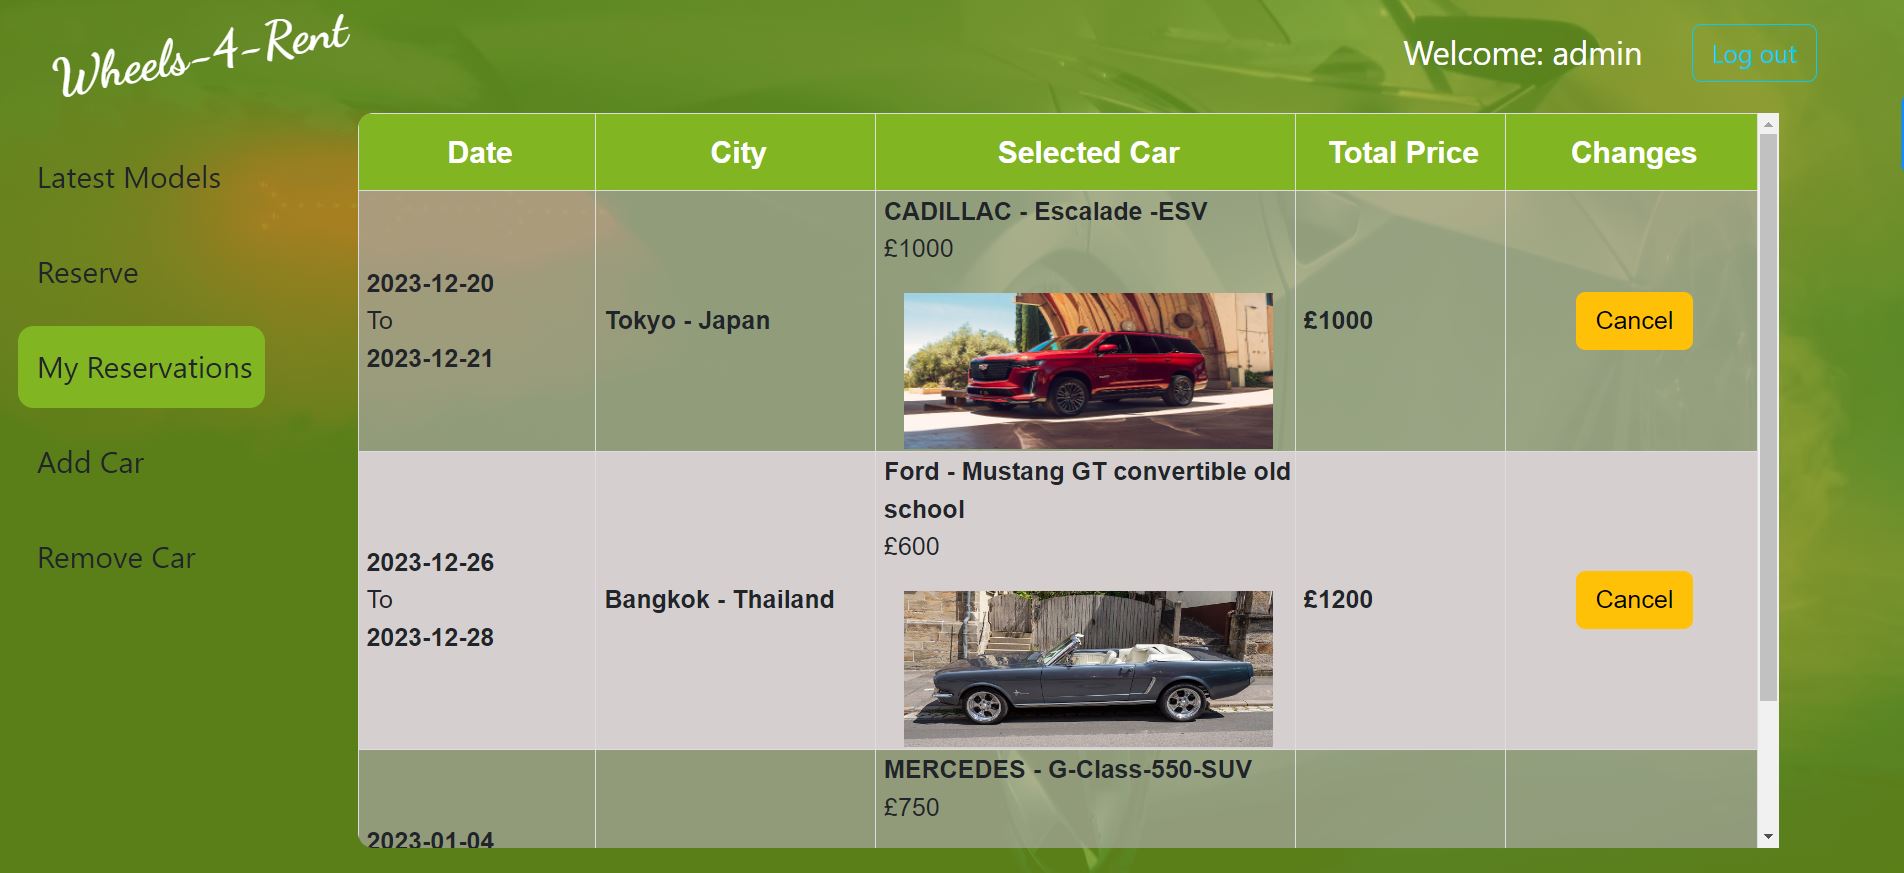 Wheels-4-Rent
Welcome: admin
Log out
Latest Models
Reserve
My Reservations
Add Car
Remove Car
Date City Selected Car Total Price Changes
CADILLAC - Escalade -ESV
£1000
2023-12-20
To
2023-12-21
Tokyo - Japan
£1000
Cancel
Ford - Mustang GT convertible old
school
£600
2023-12-26
To
2023-12-28
Bangkok - Thailand
£1200
Cancel
MERCEDES - G-Class-550-SUV
£750
2023-01-04